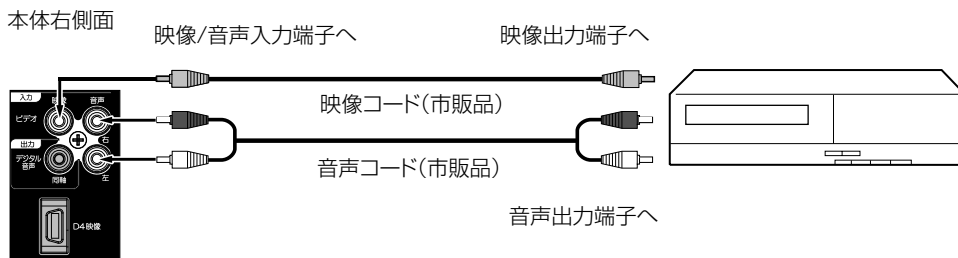 本体右側面
映像/音声入力端子へ
映像出力端子へ
映像コード(市販品)
音声コード(市販品)
音声出力端子へ
入力
映像
音声
ビデオ
右
出力
デジタル
音声
同軸
左
D4映像